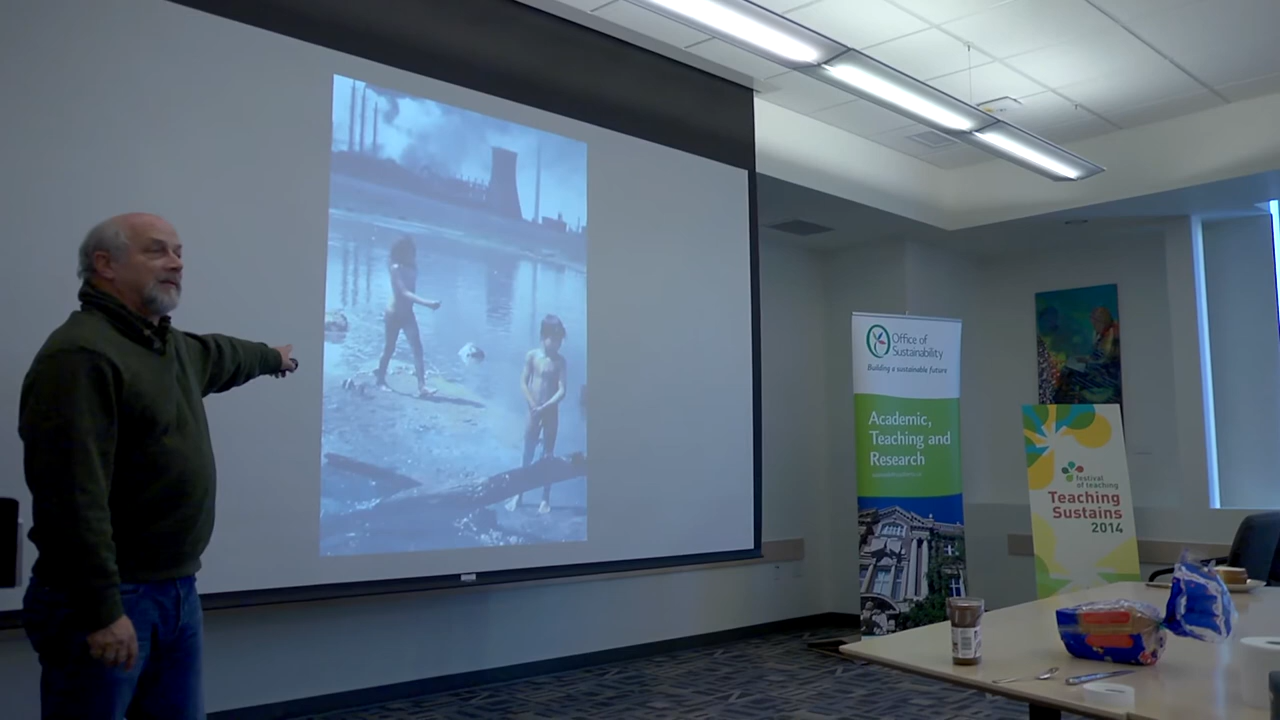 Office of
Sustainability
Building a sustainable future
Academic,
Teaching and
Research
festival
of teaching
Teaching
Sustains
2014